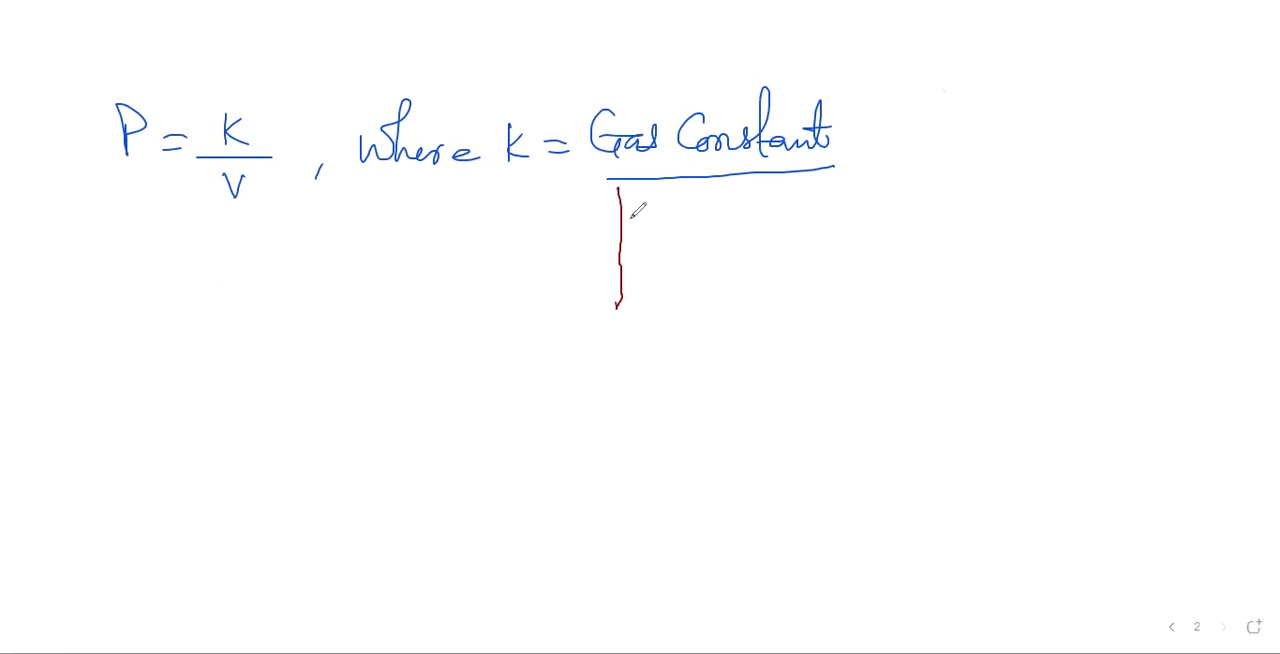 P = K/V , where k = Gas Constant
2